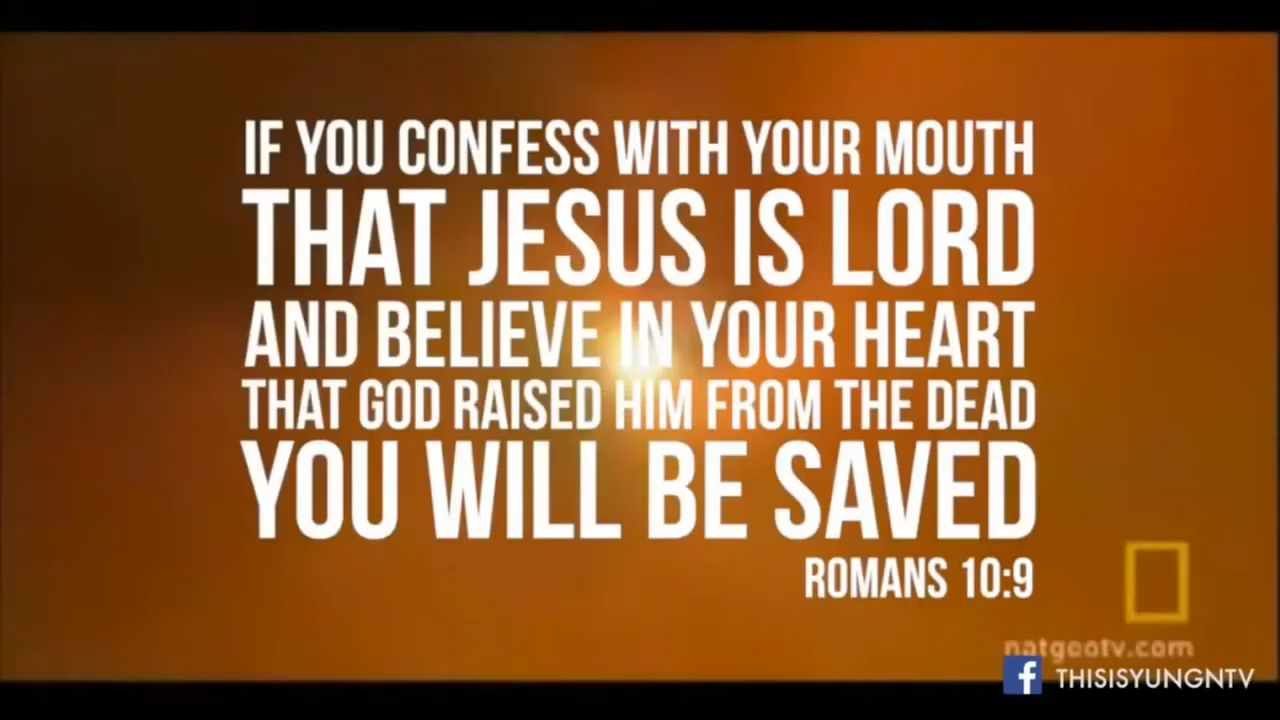 IF YOU CONFESS WITH YOUR MOUTH
THAT JESUS IS LORD
AND BELIEVE IN YOUR HEART
THAT GOD RAISED HIM FROM THE DEAD
YOU WILL BE SAVED
ROMANS 10:9
natgeotv.com
f THISISYUNGNTV